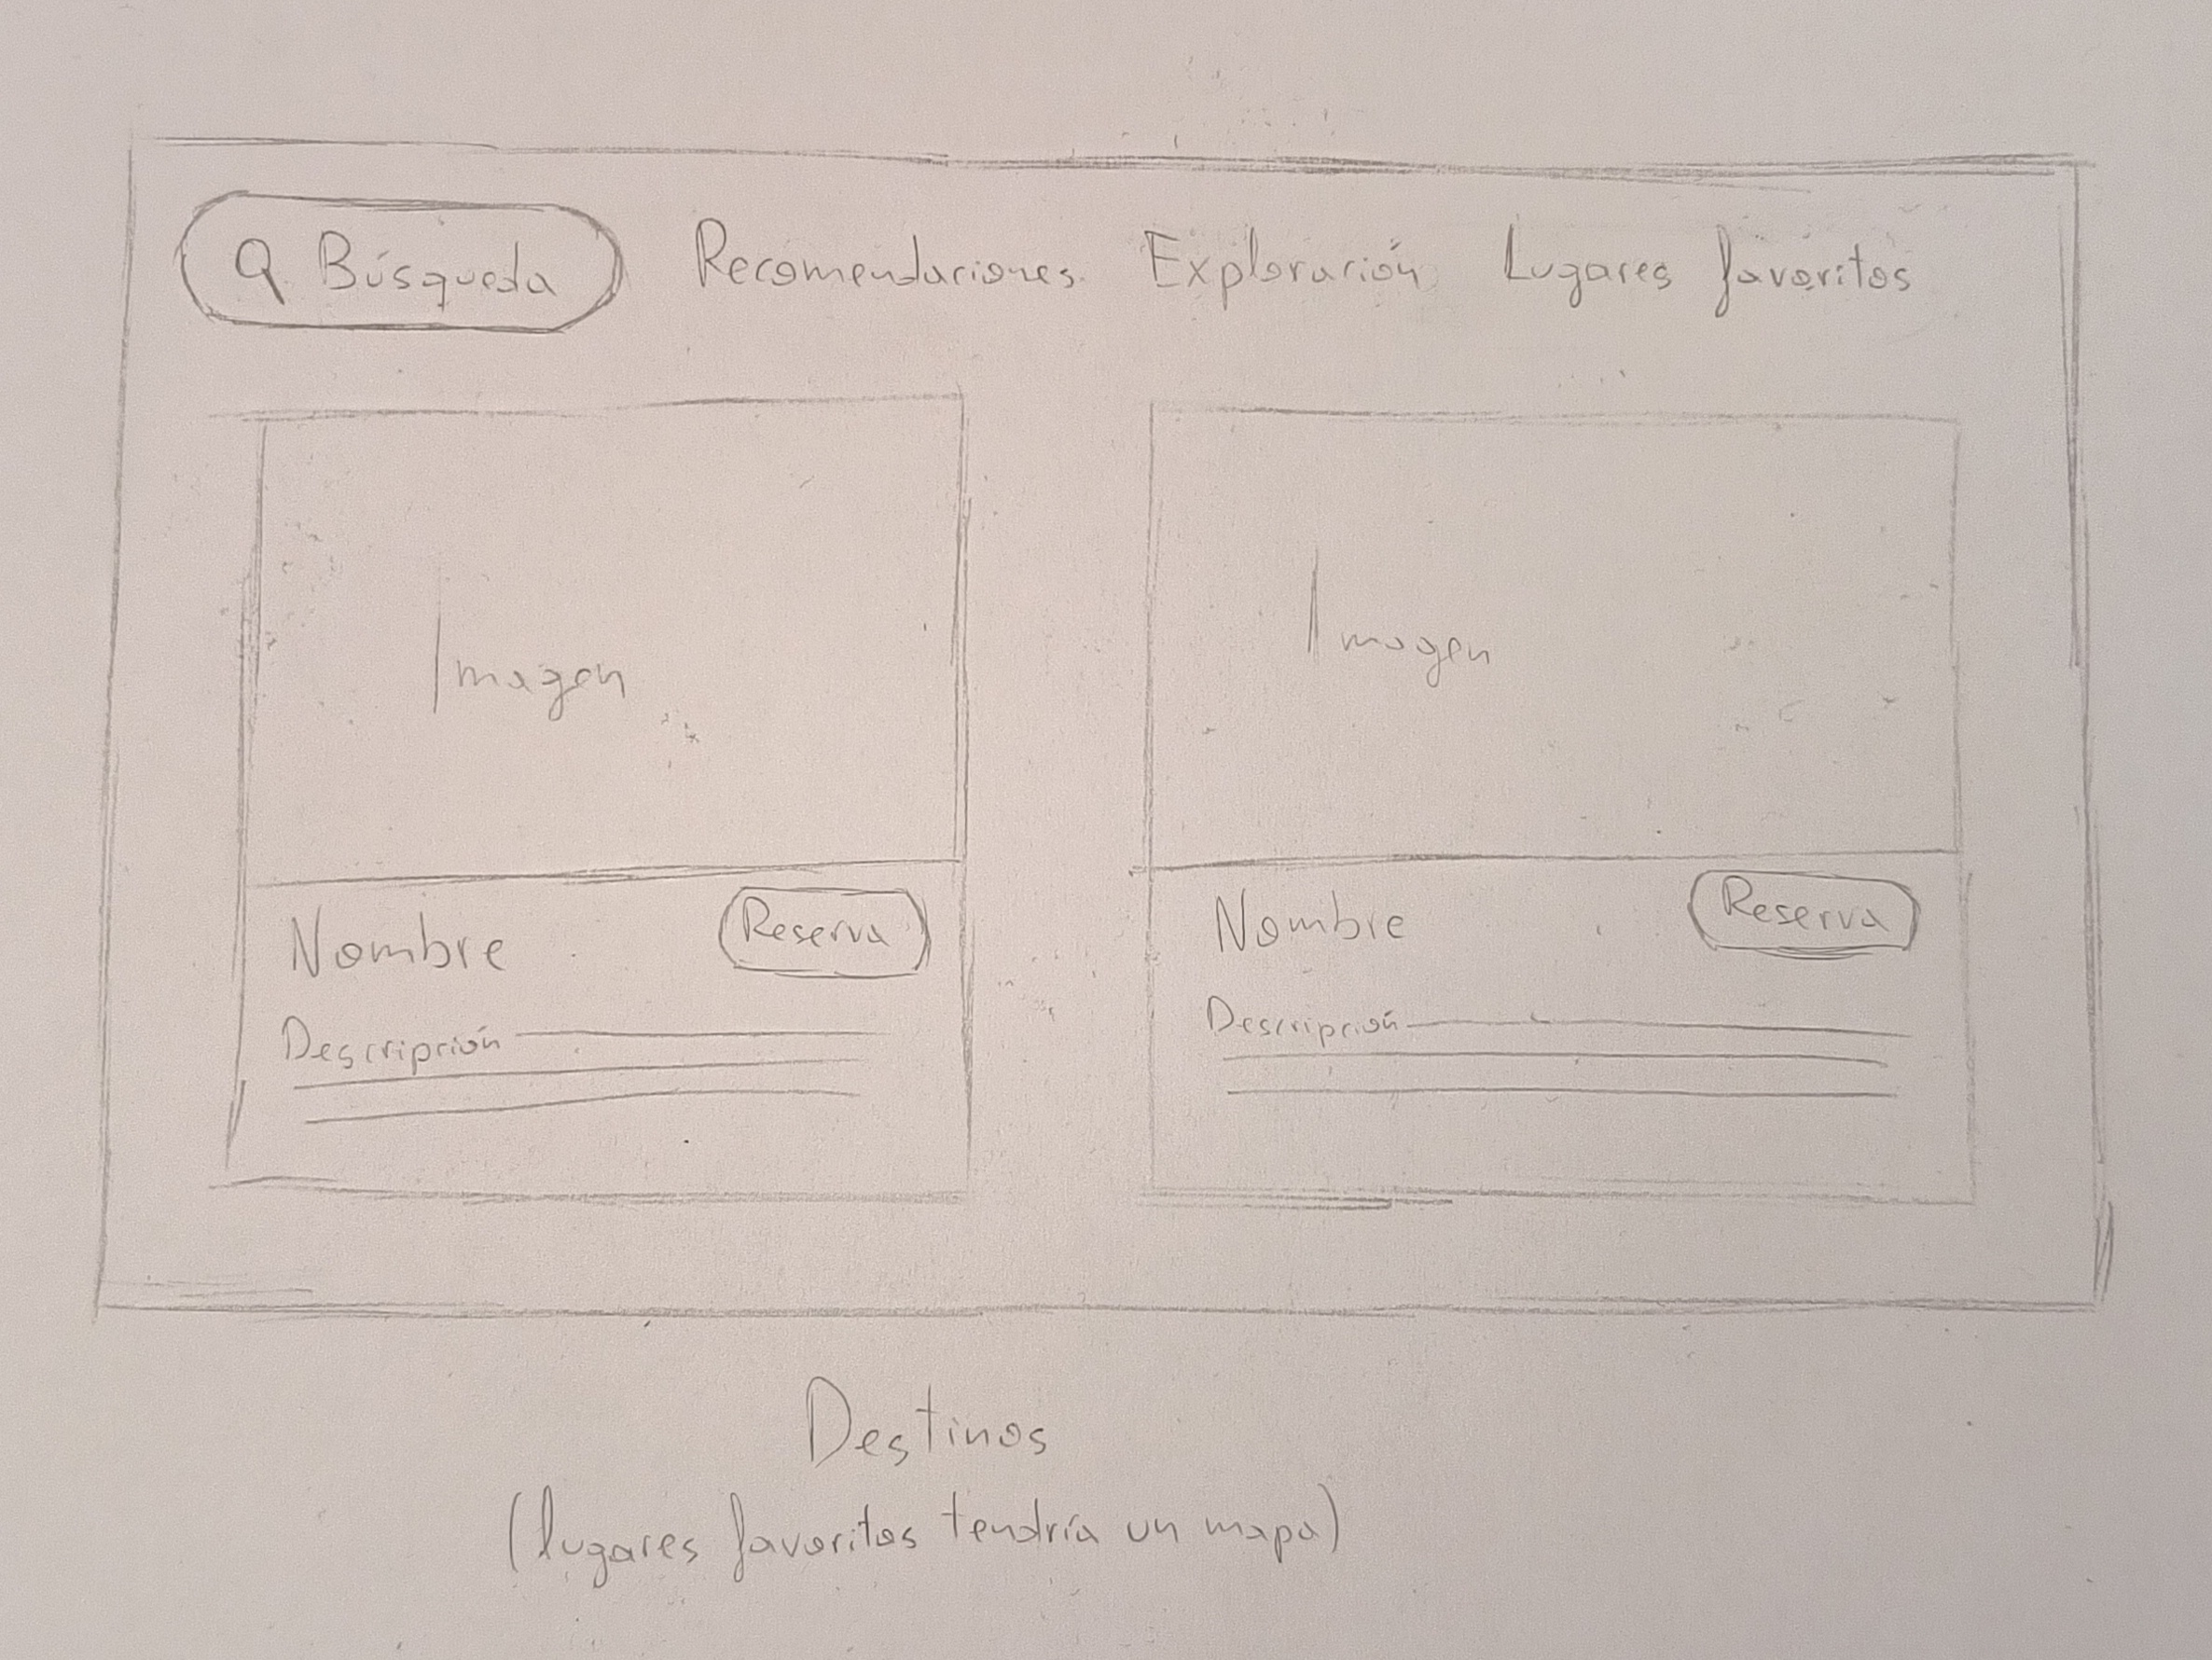 Búsqueda Recomendaciones Exploración Lugares favoritos
Imagen
Imagen
Nombre Reserva
Descripción
Nombre Reserva
Descripción
Destinos
(lugares favoritos tendría un mapa)